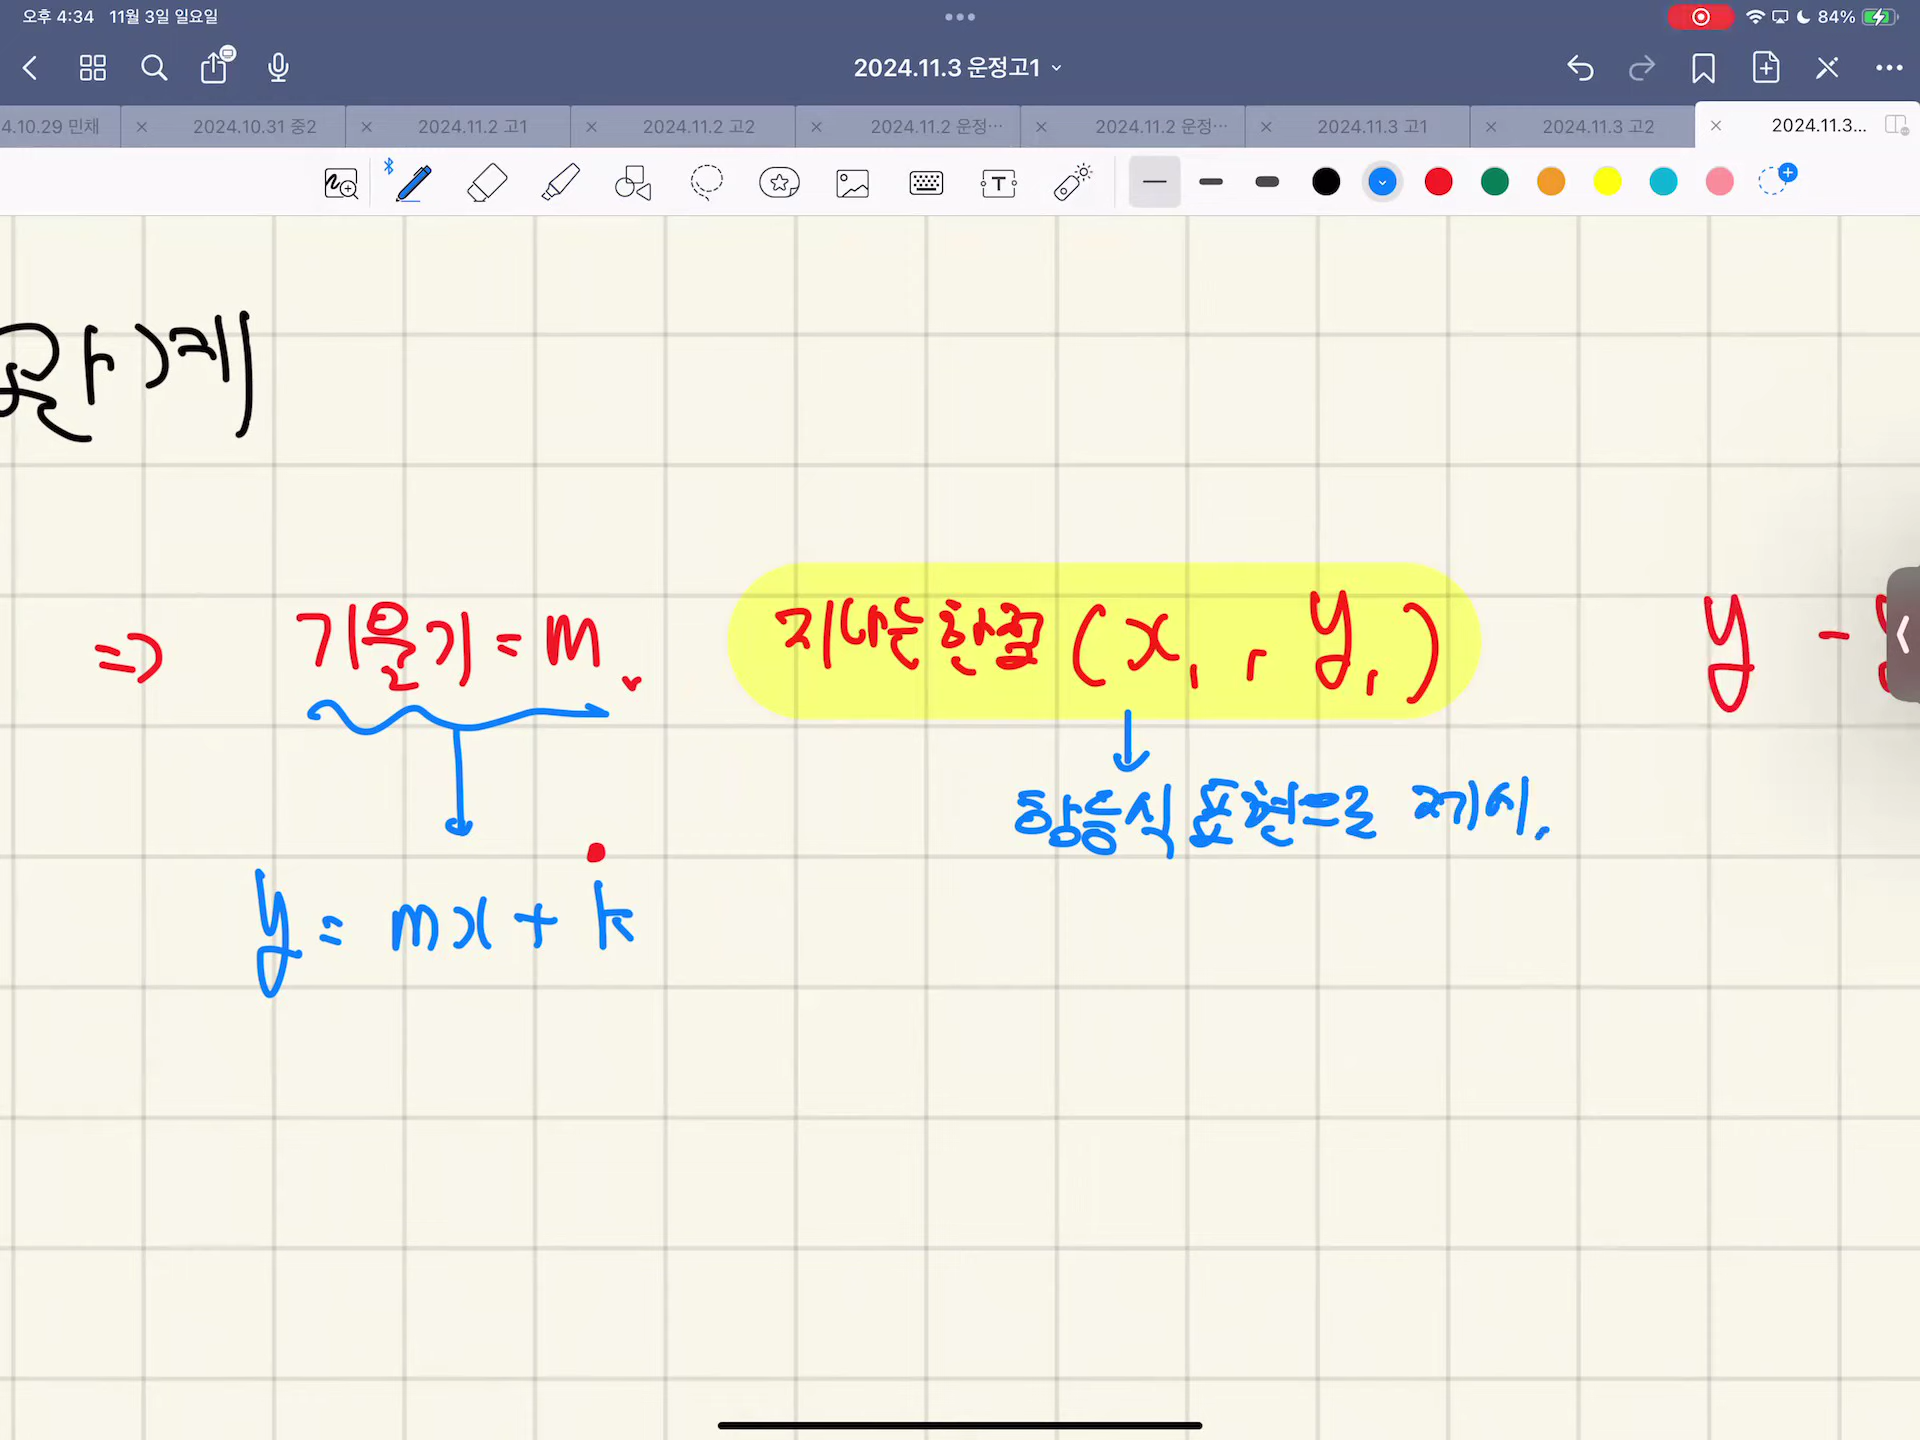 오후 4:34 11월 3일 일요일 84%
2024.11.3 운정고1
4.10.29 민채 2024.10.31 중2 2024.11.2 고1 2024.11.2 고2 2024.11.2 운정… 2024.11.2 운정… 2024.11.3 고1 2024.11.3 고2 2024.11.3...
⇒ 기울기 = m, 지나는 한점 (x₁, y₁) y -
항등식 표현으로 제시.
y = mx + k